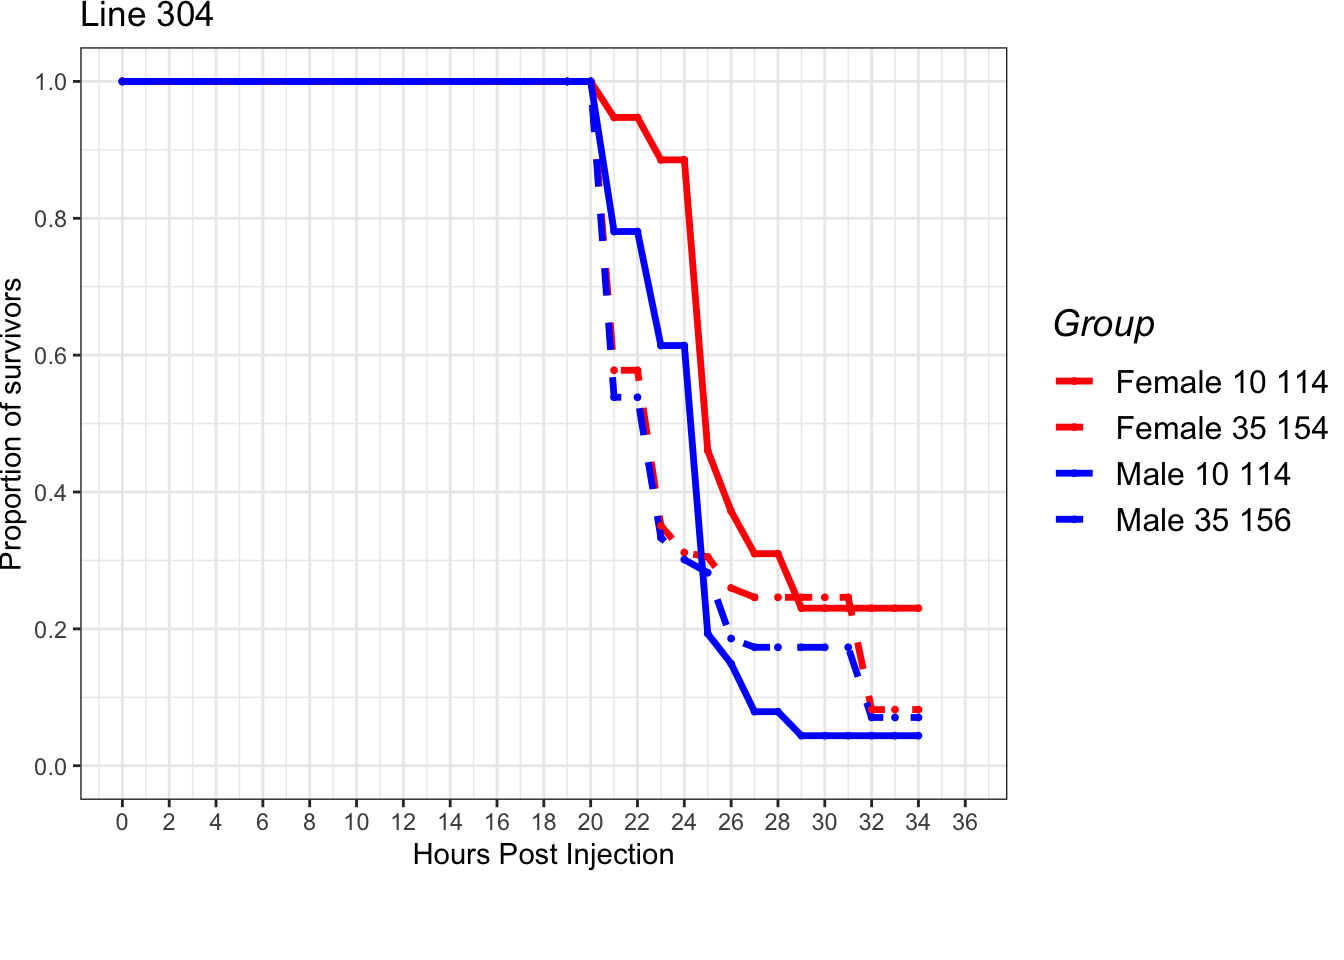 Line 304
Proportion of survivors
1.0
0.8
0.6
0.4
0.2
0.0
0 2 4 6 8 10 12 14 16 18 20 22 24 26 28 30 32 34 36
Hours Post Injection
Group
Female 10 114
Female 35 154
Male 10 114
Male 35 156